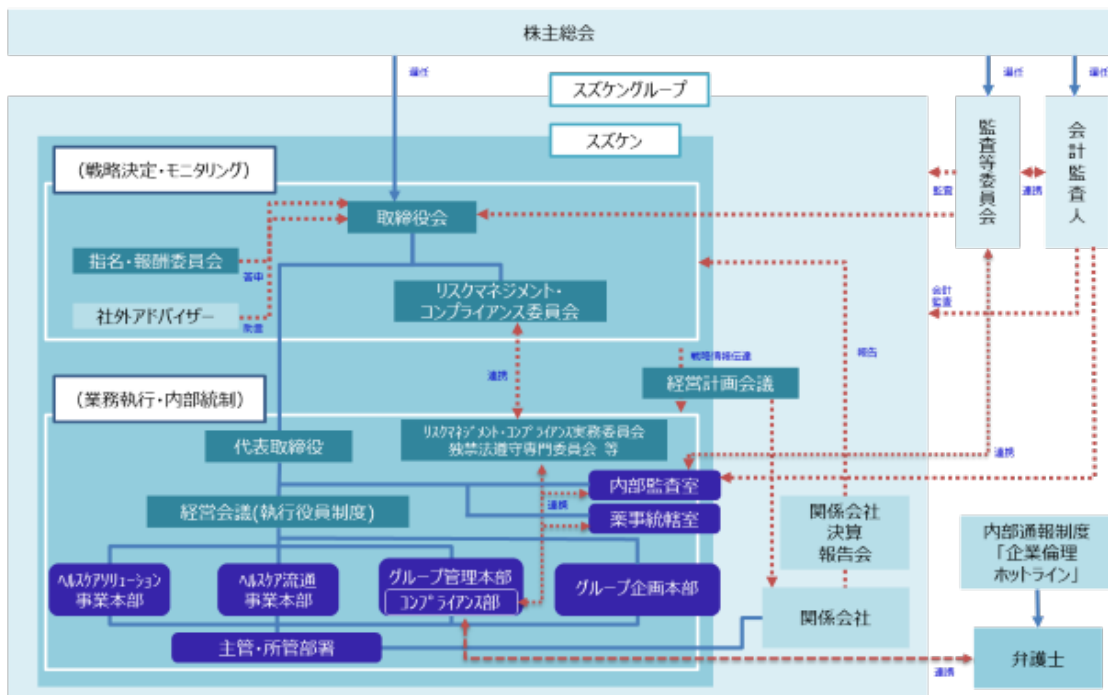 株主総会
選任
選任
選任
スズケングループ
スズケン
監査等委員会
会計監査人
(戦略決定・モニタリング)
監査
連携
取締役会
指名・報酬委員会
答申
リスクマネジメント・
コンプライアンス委員会
社外アドバイザー
助言
会計
監査
戦略情報伝達
報告
連携
経営計画会議
(業務執行・内部統制)
代表取締役
リスクマネジメント・コンプライアンス実務委員会
独禁法遵守専門委員会 等
連携
内部監査室
経営会議(執行役員制度)
連携
薬事統轄室
関係会社
決算
報告会
内部通報制度
「企業倫理
ホットライン」
ヘルスケアソリューション
事業本部
ヘルスケア流通
事業本部
グループ管理本部
コンプライアンス部
グループ企画本部
関係会社
主管・所管部署
弁護士
連携